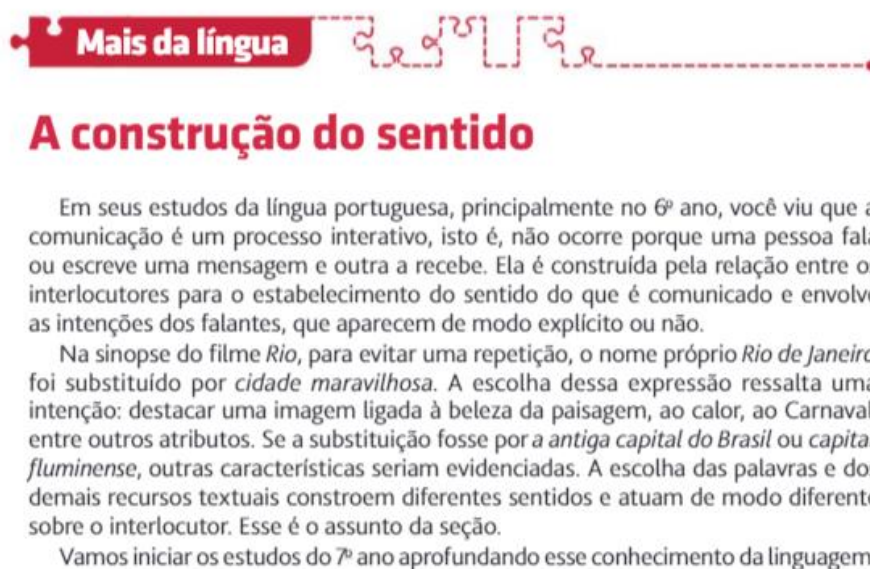 Mais da língua
A construção do sentido
Em seus estudos da língua portuguesa, principalmente no 6º ano, você viu que a
comunicação é um processo interativo, isto é, não ocorre porque uma pessoa fala
ou escreve uma mensagem e outra a recebe. Ela é construída pela relação entre o
interlocutores para o estabelecimento do sentido do que é comunicado e envolv
as intenções dos falantes, que aparecem de modo explícito ou não.
Na sinopse do filme Rio, para evitar uma repetição, o nome próprio Rio de Janeiro
foi substituído por cidade maravilhosa. A escolha dessa expressão ressalta uma
intenção: destacar uma imagem ligada à beleza da paisagem, ao calor, ao Carnaval
entre outros atributos. Se a substituição fosse por a antiga capital do Brasil ou capita
fluminense, outras características seriam evidenciadas. A escolha das palavras e do
demais recursos textuais constroem diferentes sentidos e atuam de modo diferent
sobre o interlocutor. Esse é o assunto da seção.
Vamos iniciar os estudos do 7º ano aprofundando esse conhecimento da linguagem